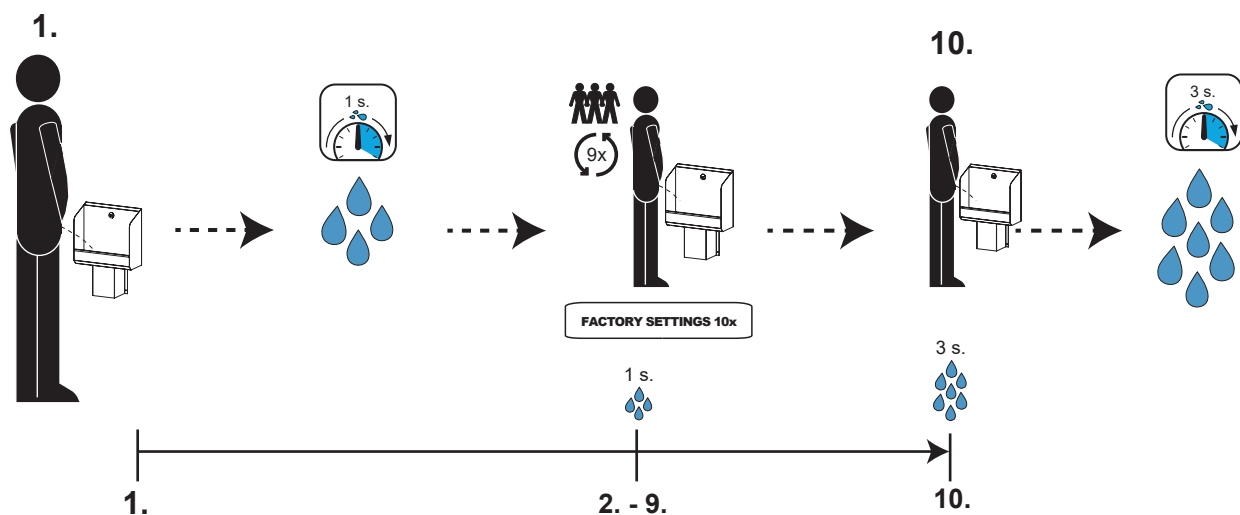 1.
10.
1 s.
9x
3 s.
FACTORY SETTINGS 10x
1 s.
3 s.
1.
2. - 9.
10.